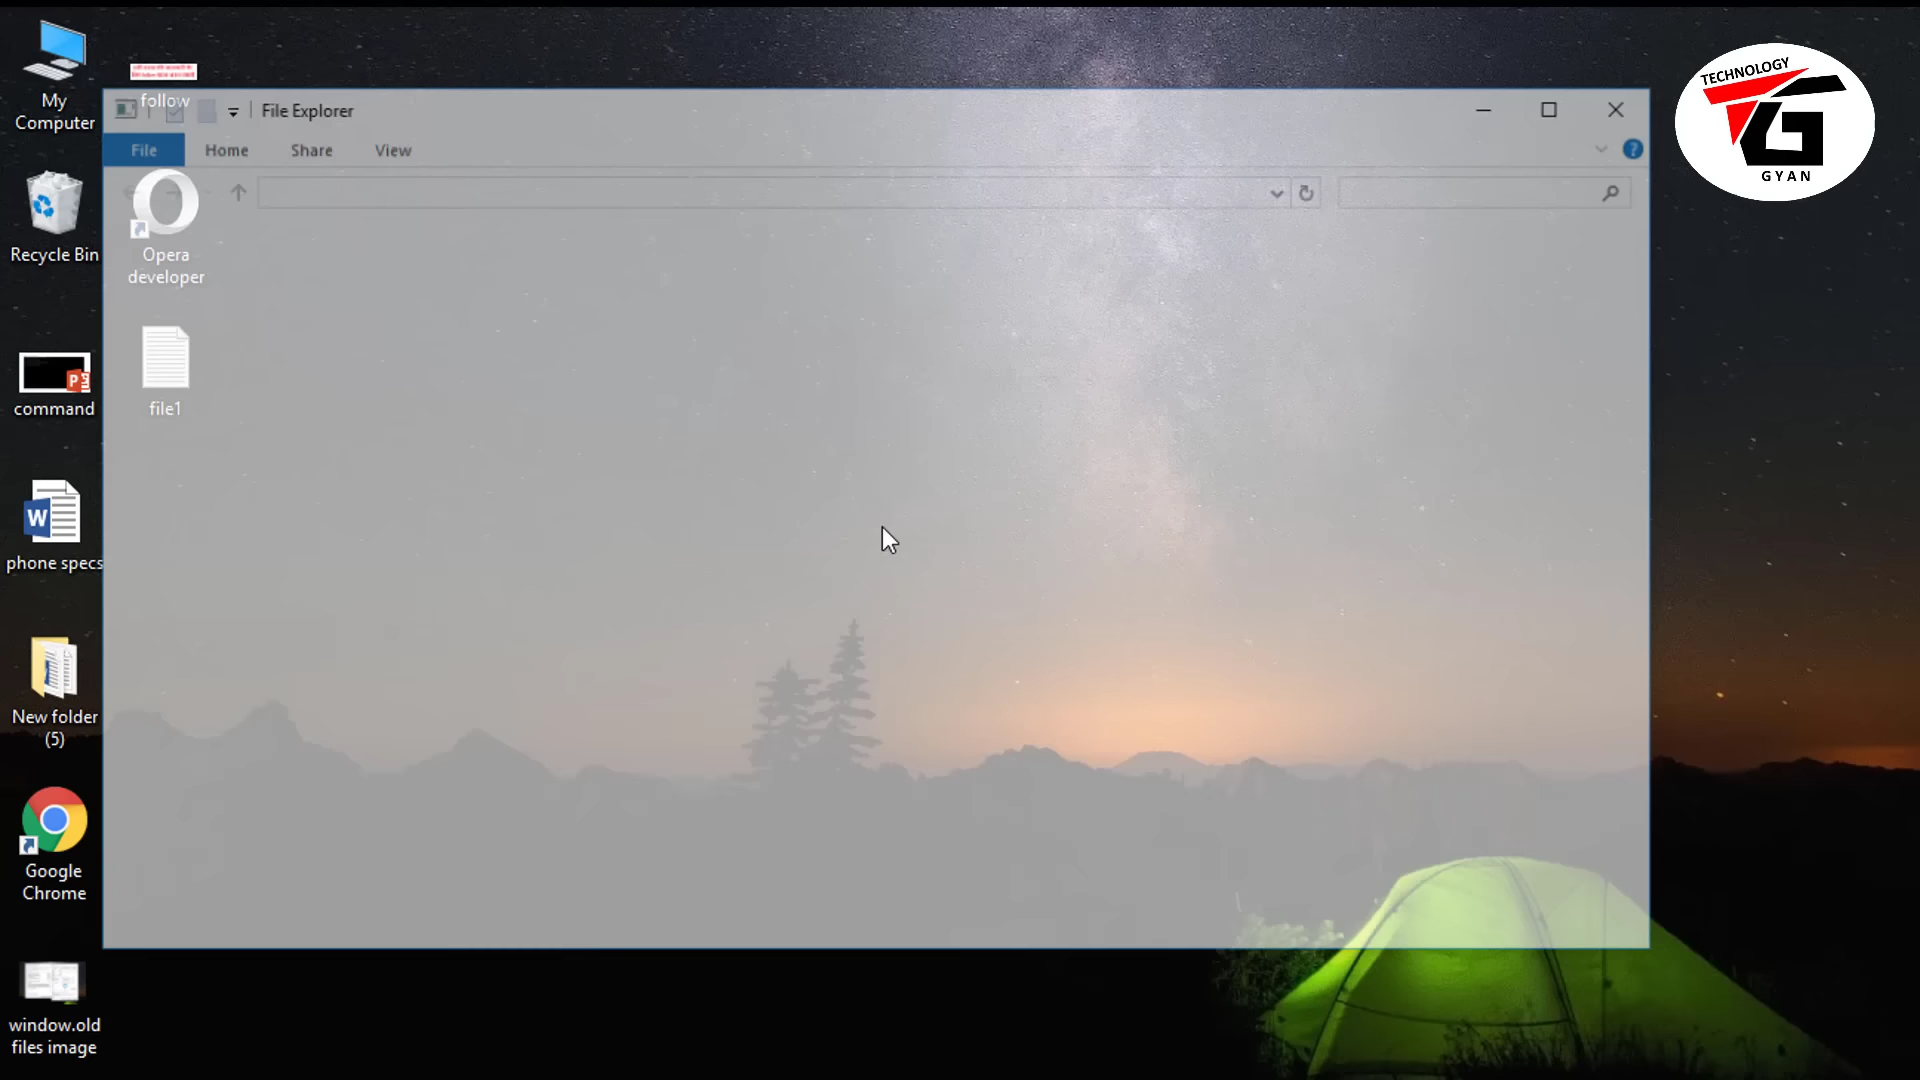 My
Computer
follow
File Explorer
File
Home
Share
View
TECHNOLOGY
GYAN
Recycle Bin
Opera
developer
command
file1
phone specs
New folder
(5)
Google
Chrome
window.old
files image